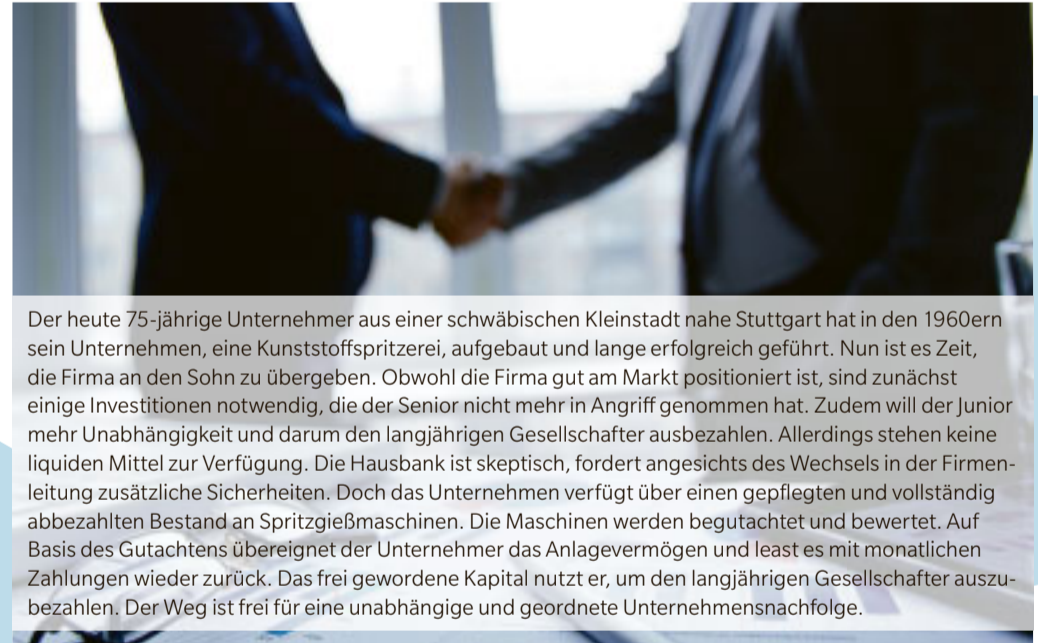 Der heute 75-jährige Unternehmer aus einer schwäbischen Kleinstadt nahe Stuttgart hat in den 1960ern
sein Unternehmen, eine Kunststoffspritzerei, aufgebaut und lange erfolgreich geführt. Nun ist es Zeit,
die Firma an den Sohn zu übergeben. Obwohl die Firma gut am Markt positioniert ist, sind zunächst
einige Investitionen notwendig, die der Senior nicht mehr in Angriff genommen hat. Zudem will der Junior
mehr Unabhängigkeit und darum den langjährigen Gesellschafter ausbezahlen. Allerdings stehen keine
liquiden Mittel zur Verfügung. Die Hausbank ist skeptisch, fordert angesichts des Wechsels in der Firmen-
leitung zusätzliche Sicherheiten. Doch das Unternehmen verfügt über einen gepflegten und vollständig
abbezahlten Bestand an Spritzgießmaschinen. Die Maschinen werden begutachtet und bewertet. Auf
Basis des Gutachtens übereignet der Unternehmer das Anlagevermögen und least es mit monatlichen
Zahlungen wieder zurück. Das frei gewordene Kapital nutzt er, um den langjährigen Gesellschafter auszu-
bezahlen. Der Weg ist frei für eine unabhängige und geordnete Unternehmensnachfolge.